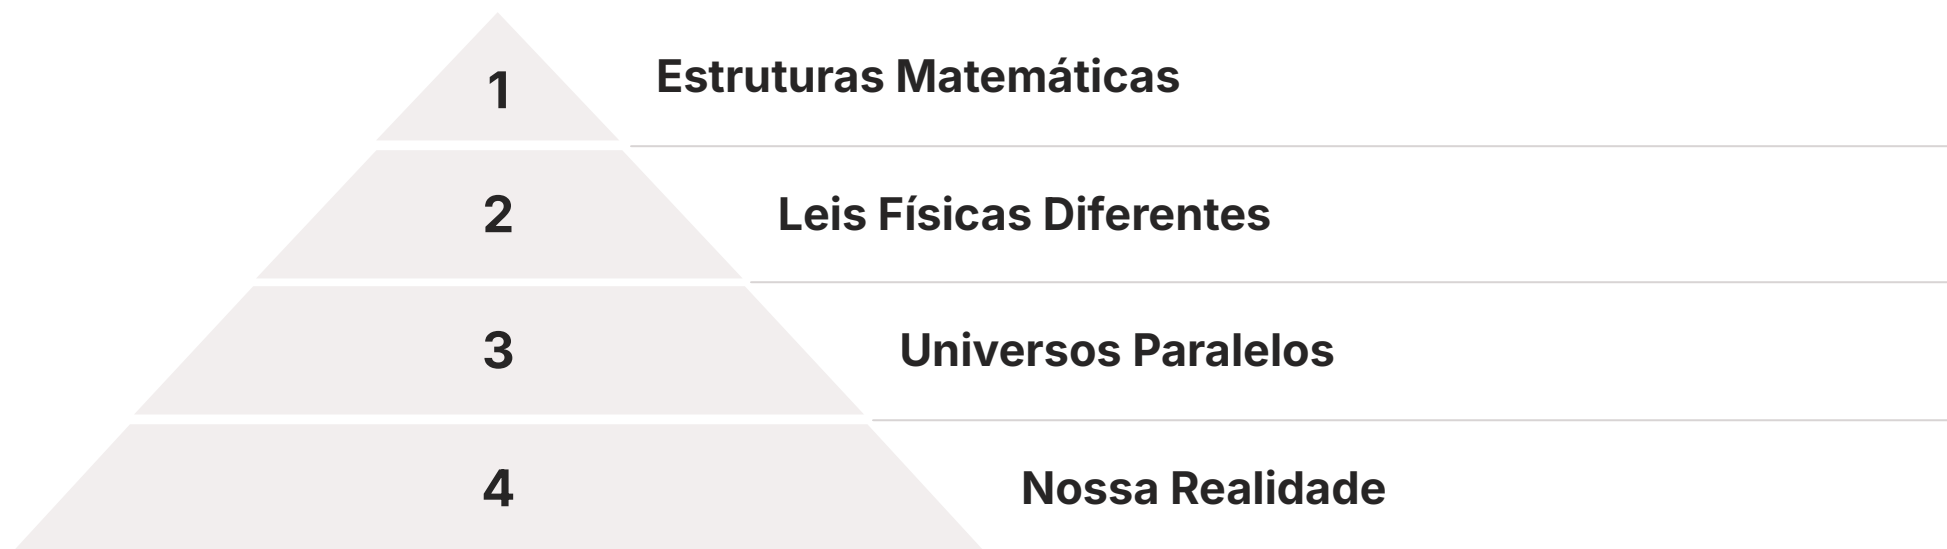 1
Estruturas Matemáticas
2
Leis Físicas Diferentes
3
Universos Paralelos
4
Nossa Realidade